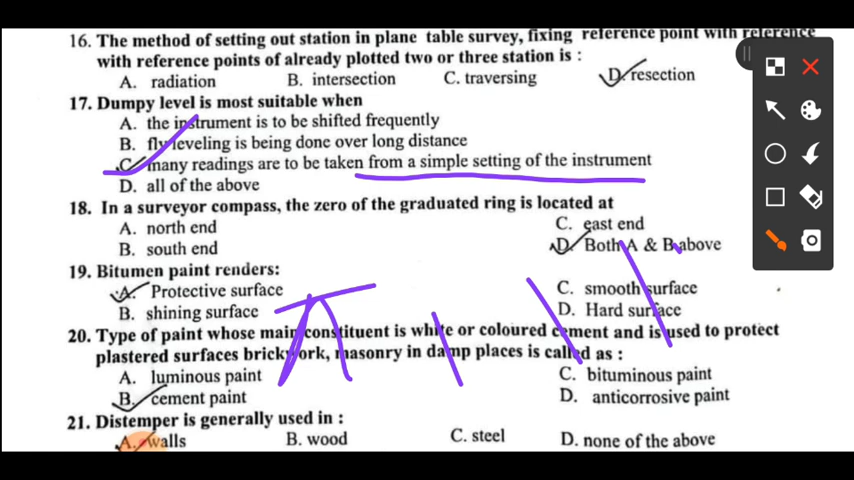 16. The method of setting out station in plane table survey, fixing reference point with reference
with reference points of already plotted two or three station is :
A. radiation B. intersection C. traversing D. resection
17. Dumpy level is most suitable when
A. the instrument is to be shifted frequently
B. fly leveling is being done over long distance
C. many readings are to be taken from a simple setting of the instrument
D. all of the above
18. In a surveyor compass, the zero of the graduated ring is located at
A. north end C. east end
B. south end D. Both A & B above
19. Bitumen paint renders:
A. Protective surface C. smooth surface
B. shining surface D. Hard surface
20. Type of paint whose main constituent is white or coloured cement and is used to protect
plastered surfaces brickwork, masonry in damp places is called as :
A. luminous paint C. bituminous paint
B. cement paint D. anticorrosive paint
21. Distemper is generally used in :
A. walls B. wood C. steel D. none of the above